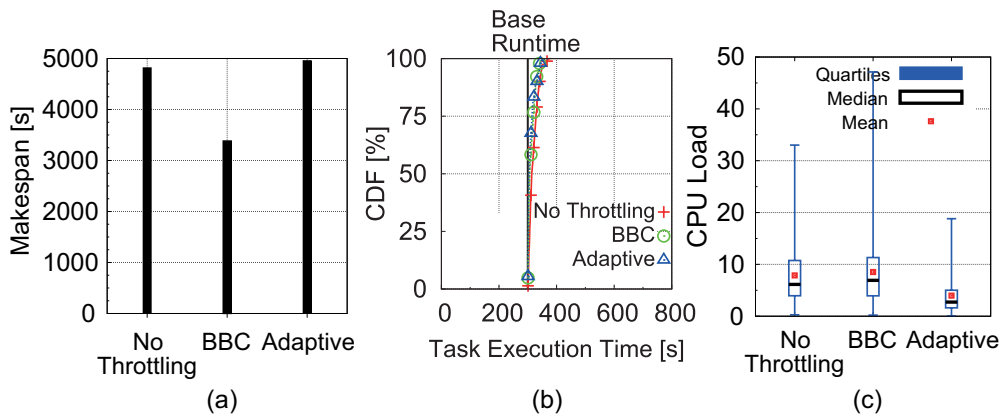 5000
4000
3000
2000
1000
0
Makespan [s]
No
Throttling
BBC
Adaptive
(a)
Base
Runtime
100
75
50
25
0
CDF [%]
No Throttling
BBC
Adaptive
0
200
400
600
800
Task Execution Time [s]
(b)
50
40
30
20
10
0
CPU Load
Quartiles
Median
Mean
No
Throttling
BBC
Adaptive
(c)